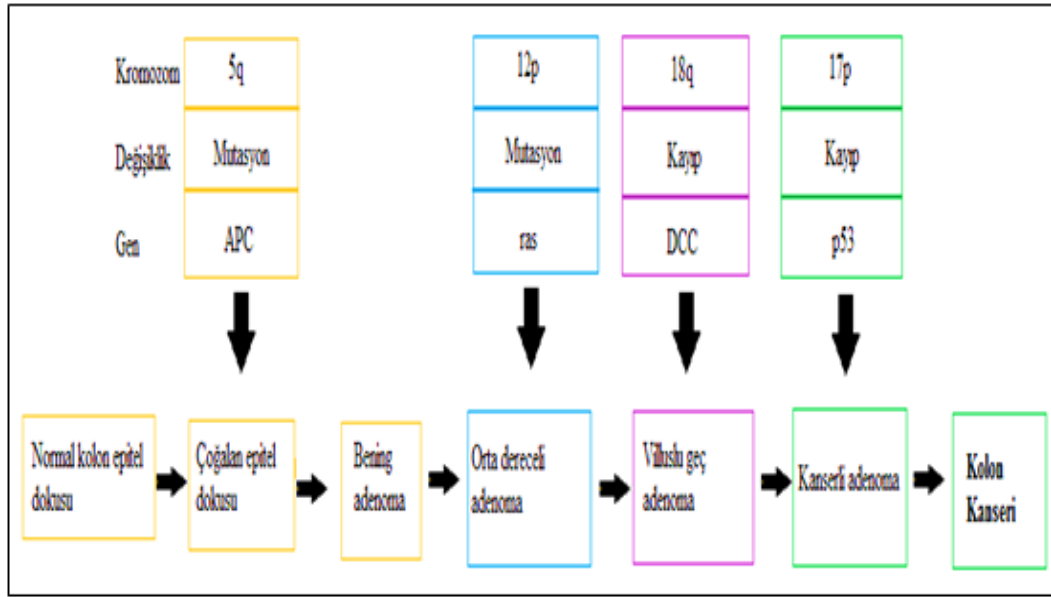 Kromozom 5q 12p 18q 17p
Değişiklik Mutasyon Mutasyon Kayıp Kayıp
Gen APC ras DCC p53
Normal kolon epitel
dokusu
Çoğalan epitel
dokusu
Bening
adenoma
Orta dereceli
adenoma
Villuslu geç
adenoma
Kanserli adenoma
Kolon
Kanseri